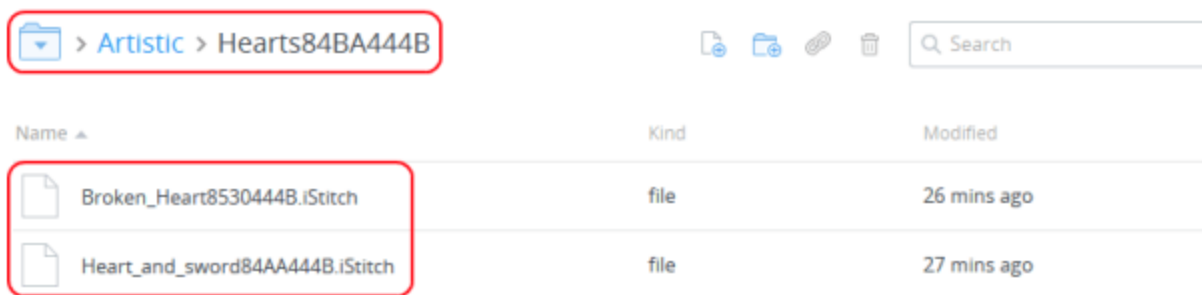 > Artistic > Hearts84BA444B
Search
Name Kind Modified
Broken_Heart8530444B.iStitch file 26 mins ago
Heart_and_sword84AA444B.iStitch file 27 mins ago